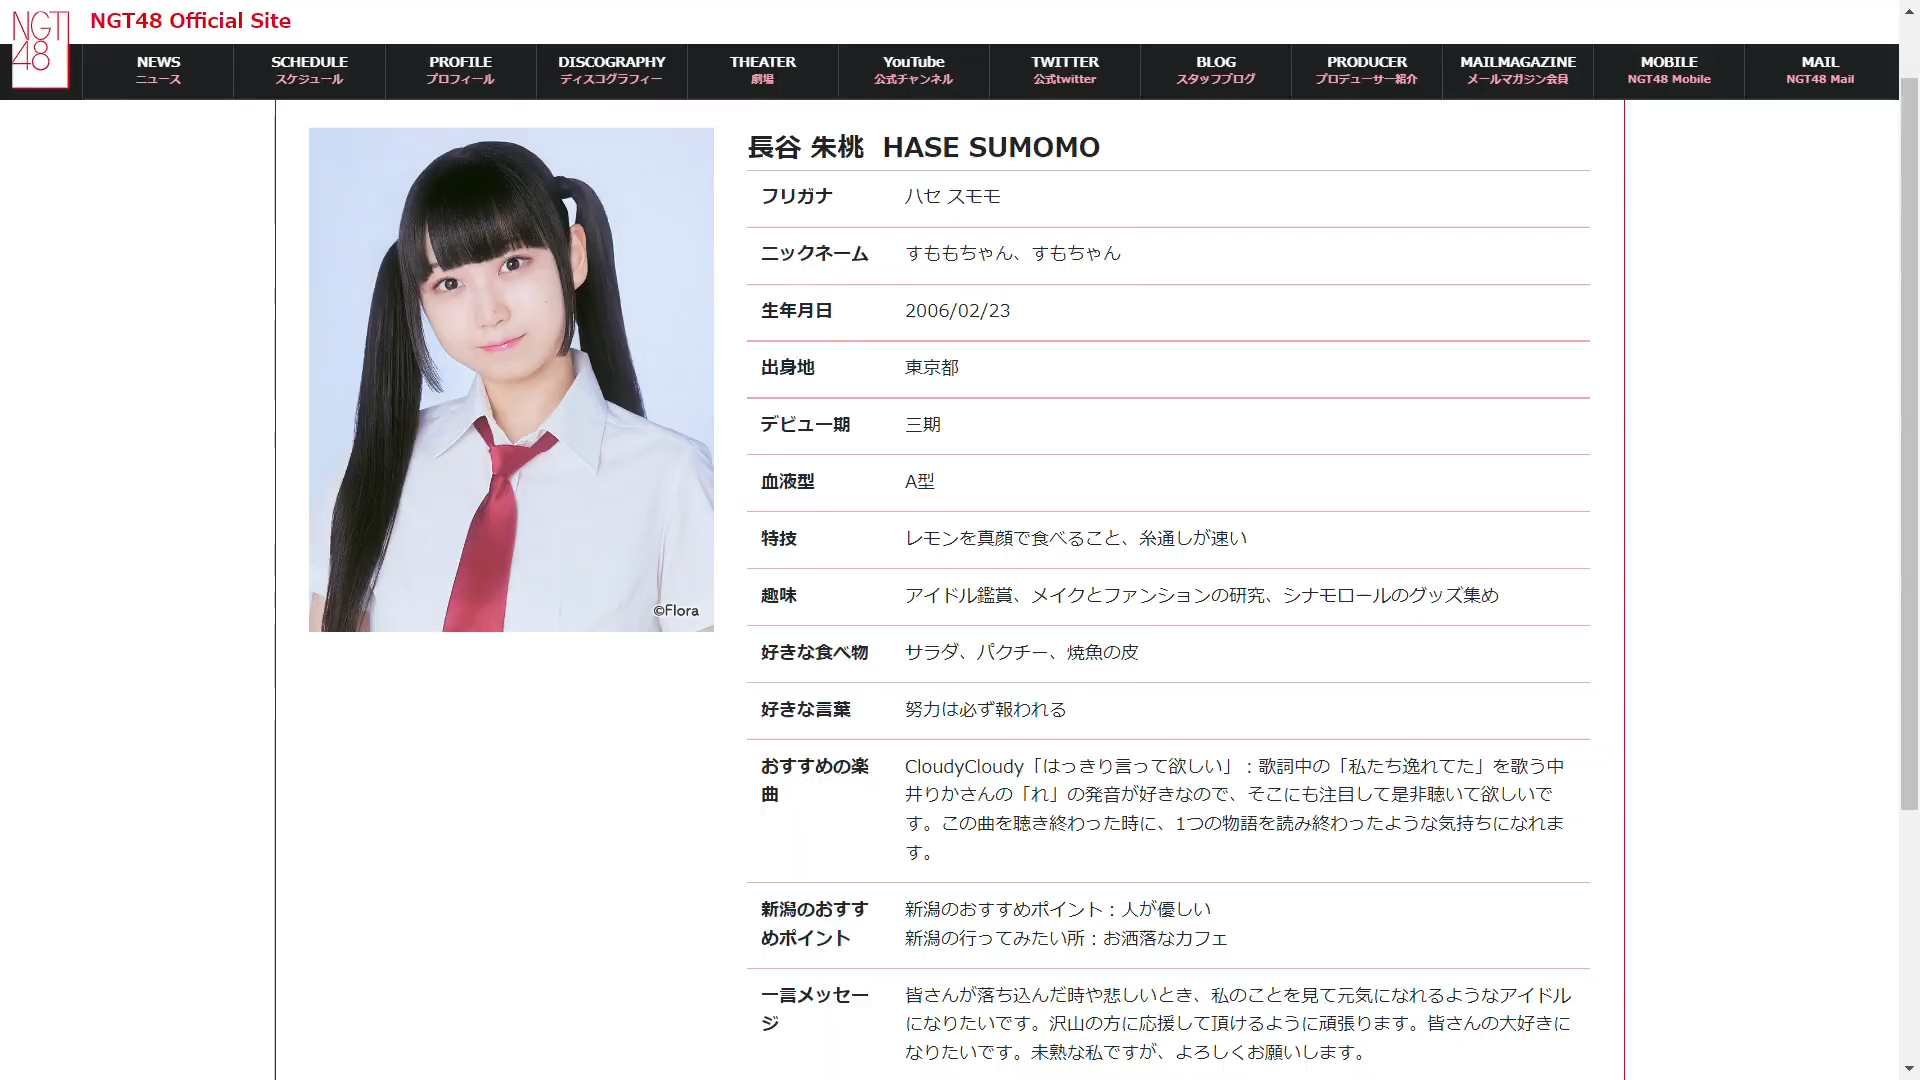 NGT48
NGT48 Official Site
NEWS
ニュース
SCHEDULE
スケジュール
PROFILE
プロフィール
DISCOGRAPHY
ディスコグラフィー
THEATER
劇場
YouTube
公式チャンネル
TWITTER
公式twitter
BLOG
スタッフブログ
PRODUCER
プロデューサー紹介
MAILMAGAZINE
メールマガジン会員
MOBILE
NGT48 Mobile
MAIL
NGT48 Mail
©Flora
長谷 朱桃 HASE SUMOMO
フリガナ ハセ スモモ
ニックネーム すももちゃん、すもちゃん
生年月日 2006/02/23
出身地 東京都
デビュー期 三期
血液型 A型
特技 レモンを真顔で食べること、糸通しが速い
趣味 アイドル鑑賞、メイクとファンションの研究、シナモロールのグッズ集め
好きな食べ物 サラダ、パクチー、焼魚の皮
好きな言葉 努力は必ず報われる
おすすめの楽
曲
CloudyCloudy「はっきり言って欲しい」：歌詞中の「私たち逸れてた」を歌う中
井りかさんの「れ」の発音が好きなので、そこにも注目して是非聴いて欲しいで
す。この曲を聴き終わった時に、1つの物語を読み終わったような気持ちになれま
す。
新潟のおすす
めポイント
新潟のおすすめポイント：人が優しい
新潟の行ってみたい所：お洒落なカフェ
一言メッセー
ジ
皆さんが落ち込んだ時や悲しいとき、私のことを見て元気になれるようなアイドル
になりたいです。沢山の方に応援して頂けるように頑張ります。皆さんの大好きに
なりたいです。未熟な私ですが、よろしくお願いします。